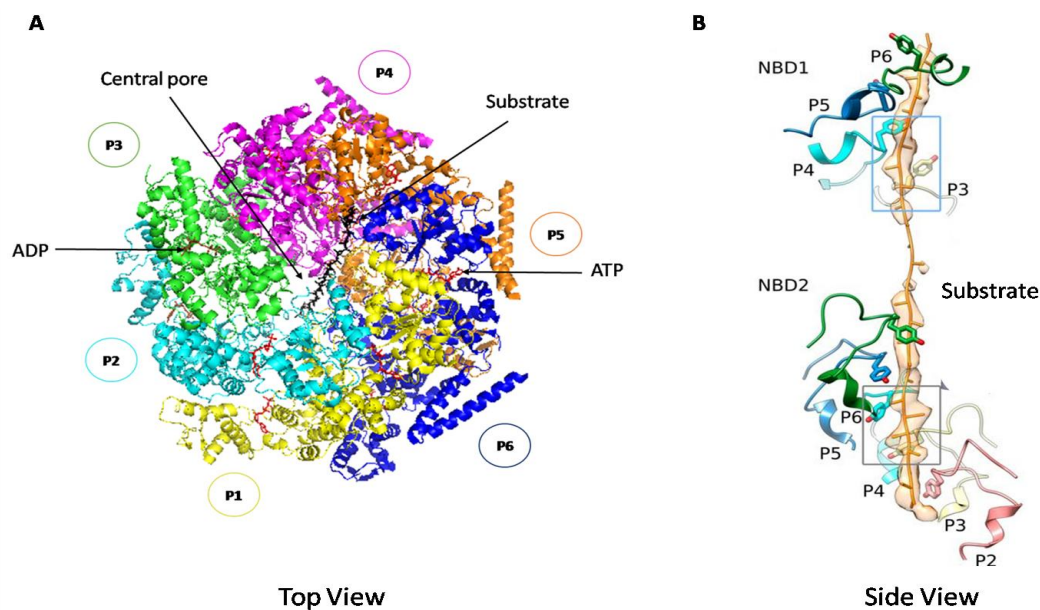 A
B
P4
Central pore
Substrate
P3
ADP
P5
ATP
P2
P6
P1
Top View
P6
NBD1
P5
P4
P3
Substrate
NBD2
P6
P5
P4
P3
P2
Side View